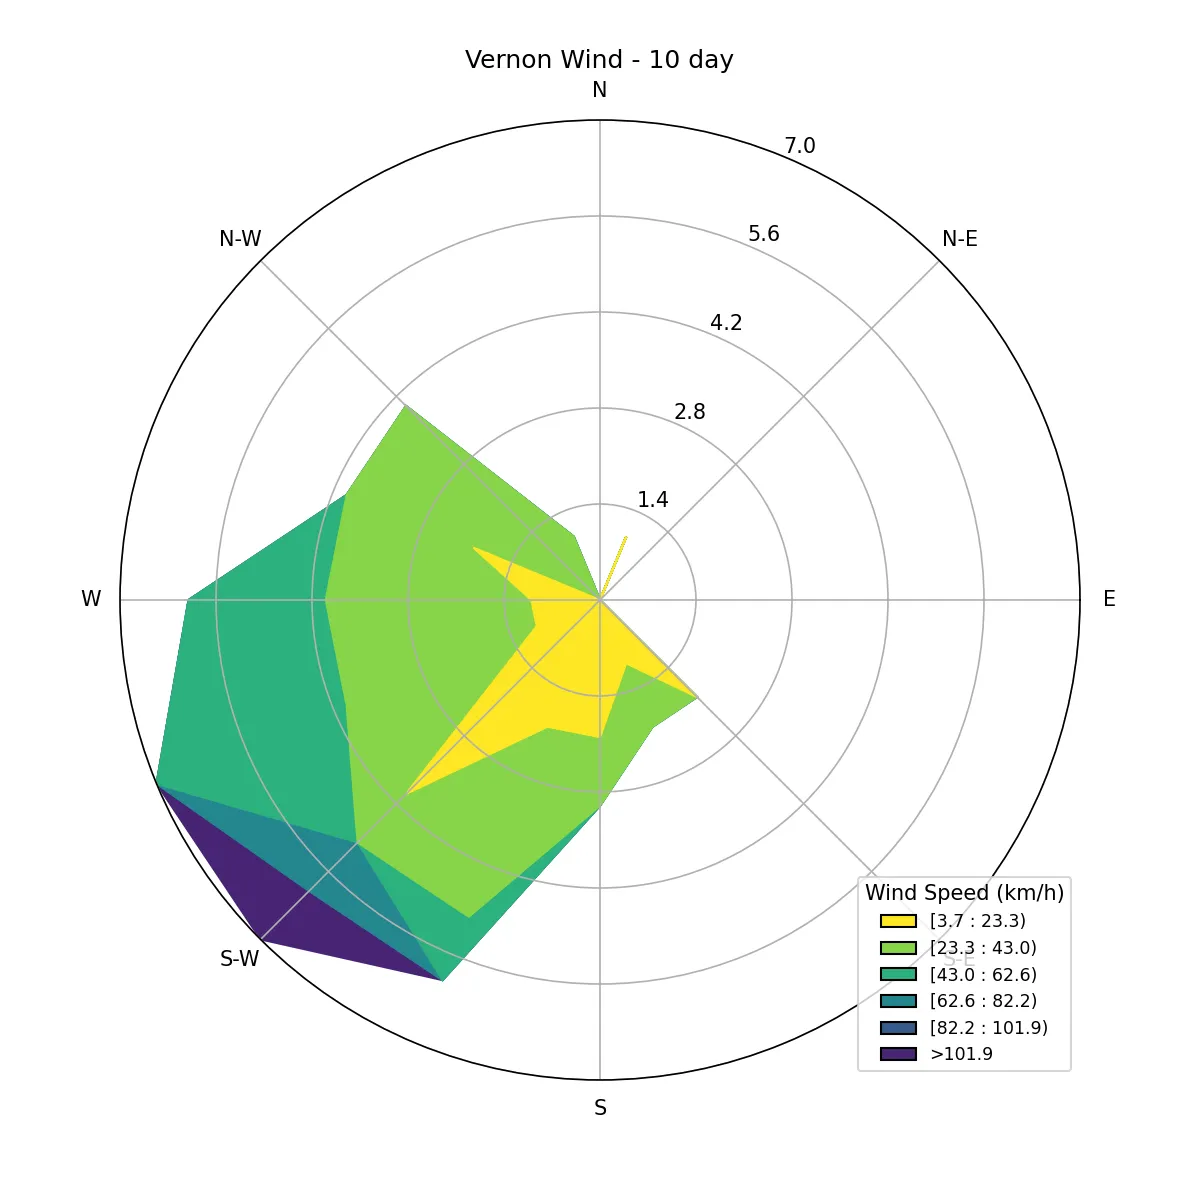 Vernon Wind - 10 day
N
7.0
5.6
N-W
N-E
4.2
2.8
1.4
W
E
Wind Speed (km/h)
[3.7 : 23.3)
[23.3 : 43.0)
S-W
S-E
[43.0 : 62.6)
[62.6 : 82.2)
[82.2 : 101.9)
>101.9
S